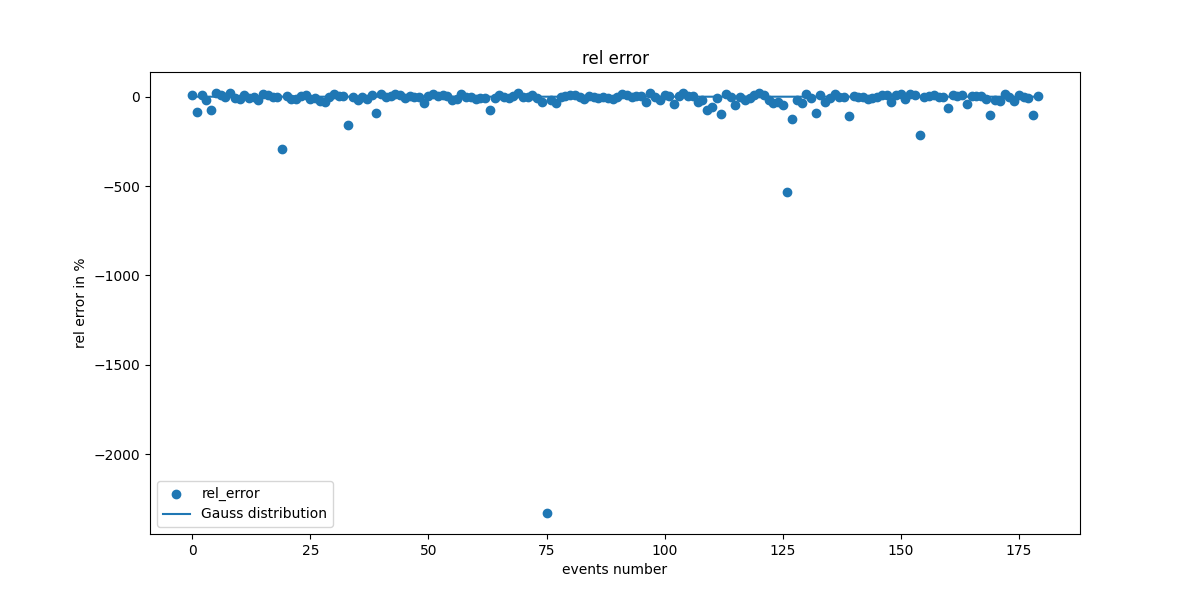 rel error
rel error in %
0
−500
−1000
−1500
−2000
rel_error
Gauss distribution
0 25 50 75 100 125 150 175
events number